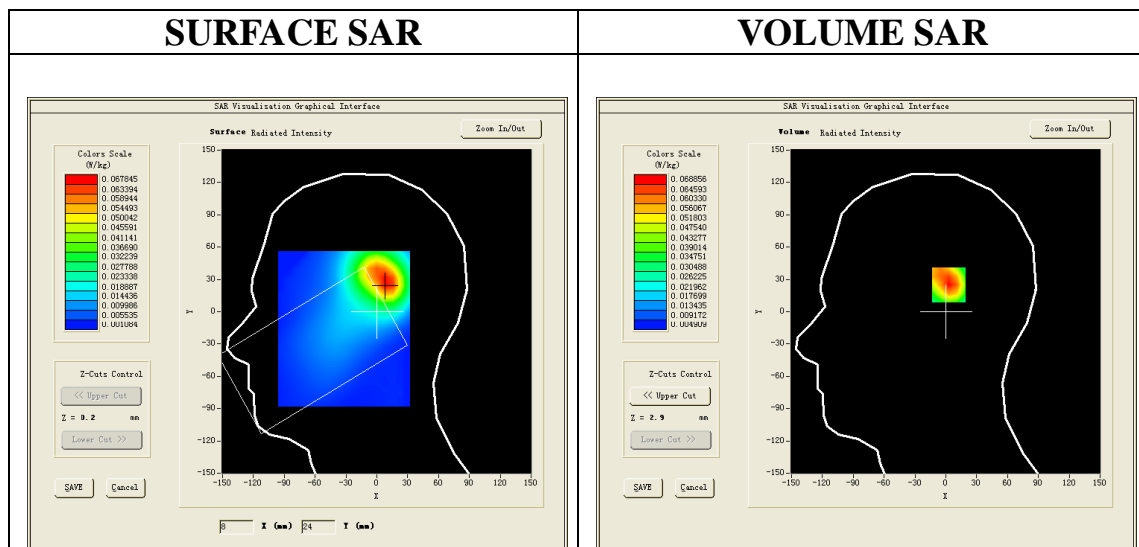 SURFACE SAR
VOLUME SAR
SAR Visualisation Graphical Interface
Surface Radiated Intensity
Zoom In/Out
Colors Scale
(W/kg)
0.067845
0.063394
0.058944
0.054493
0.050042
0.045591
0.041141
0.036690
0.032239
0.027788
0.023338
0.018887
0.014436
0.009986
0.005535
0.001084
150
120
90
60
30
0
-30
-60
-90
-120
-150
Y
-150 -120 -90 -60 -30 0 30 60 90 120 150
X
Z-Cuts Control
<< Upper Cut
Z = 0.2 mm
Lower Cut >>
SAVE
Cancel
8 X (mm) 24 Y (mm)
SAR Visualisation Graphical Interface
Volume Radiated Intensity
Zoom In/Out
Colors Scale
(W/kg)
0.068856
0.064593
0.060330
0.056067
0.051803
0.047540
0.043277
0.039014
0.034751
0.030488
0.026225
0.021962
0.017699
0.013435
0.009172
0.004909
150
120
90
60
30
0
-30
-60
-90
-120
-150
Y
-150 -120 -90 -60 -30 0 30 60 90 120 150
X
Z-Cuts Control
<< Upper Cut
Z = 2.9 mm
Lower Cut >>
SAVE
Cancel